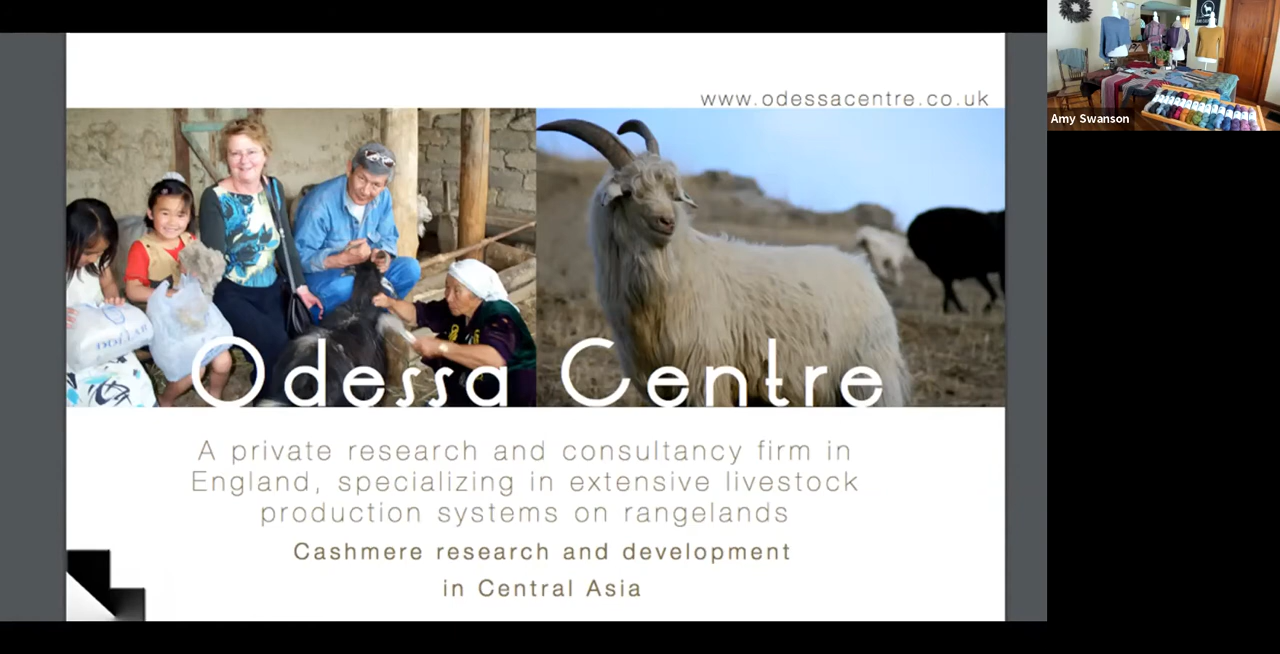 www.odessacentre.co.uk
Amy Swanson
DOLLAR
Odessa Centre
A private research and consultancy firm in
England, specializing in extensive livestock
production systems on rangelands
Cashmere research and development
in Central Asia